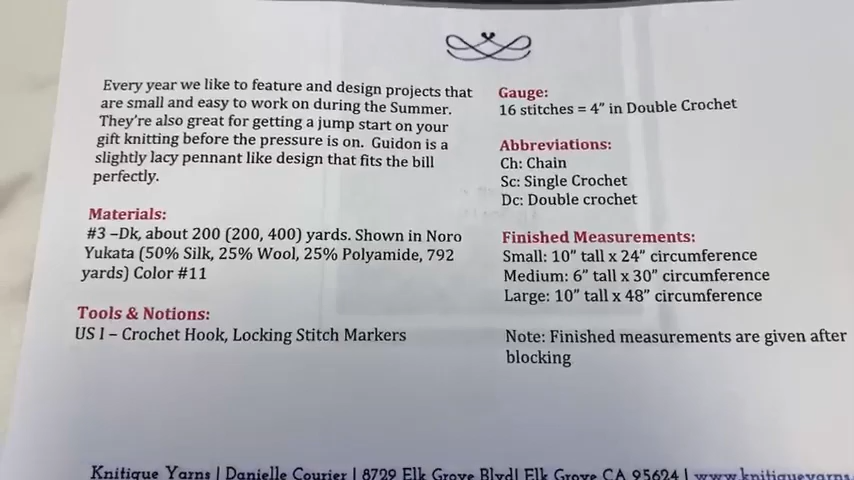 Every year we like to feature and design projects that
are small and easy to work on during the Summer.
They're also great for getting a jump start on your
gift knitting before the pressure is on.  Guidon is a
slightly lacy pennant like design that fits the bill
perfectly.
Materials:
#3 –Dk, about 200 (200, 400) yards. Shown in Noro
Yukata (50% Silk, 25% Wool, 25% Polyamide, 792
yards) Color #11
Tools & Notions:
US I – Crochet Hook, Locking Stitch Markers
Gauge:
16 stitches = 4” in Double Crochet
Abbreviations:
Ch: Chain
Sc: Single Crochet
Dc: Double crochet
Finished Measurements:
Small: 10” tall x 24” circumference
Medium: 6” tall x 30” circumference
Large: 10” tall x 48” circumference
Note: Finished measurements are given after
blocking
Knitique Yarns | Danielle Courier | 8729 Elk Grove Blvd| Elk Grove CA 95624 | www.knitiqueyarns